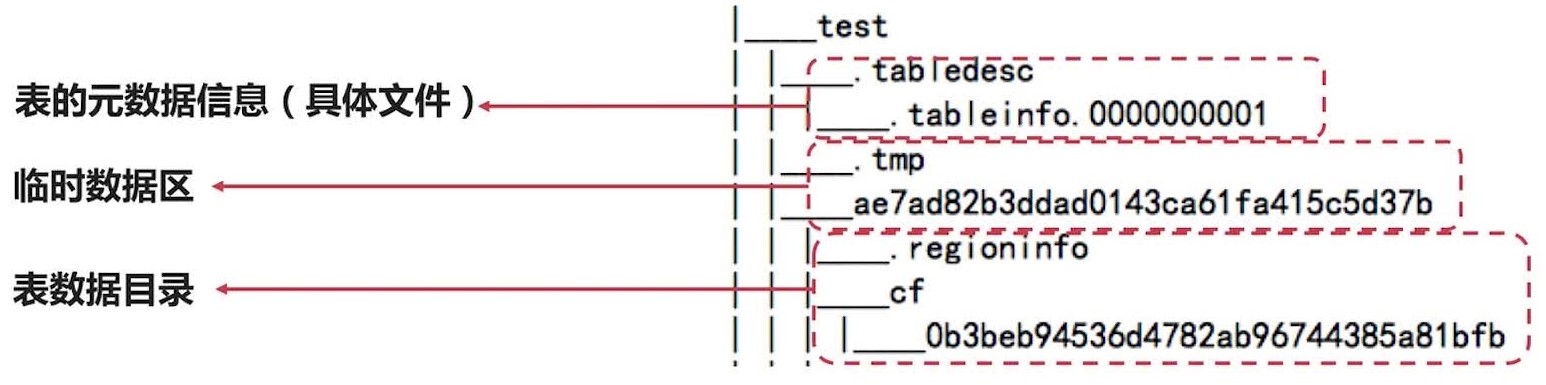 |____test
| |____.tabledesc
表的元数据信息（具体文件）
| | |____.tableinfo.0000000001
| |____.tmp
临时数据区
| |____ae7ad82b3ddad0143ca61fa415c5d37b
| | |____.regioninfo
表数据目录
| | |____cf
| | | |____0b3beb94536d4782ab96744385a81bfb